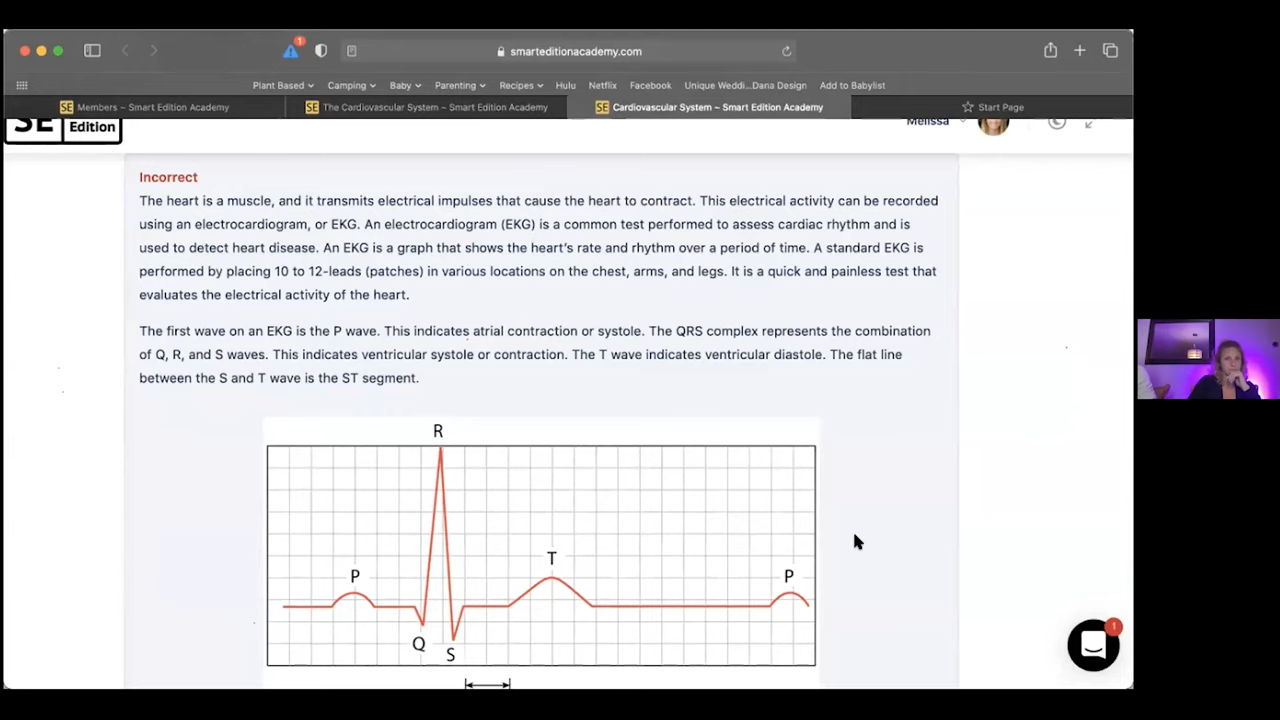 1
smarteditionacademy.com
Plant Based Camping Baby Parenting Recipes Hulu Netflix Facebook Unique Weddi...Dana Design Add to Babylist
SE Members ~ Smart Edition Academy SE The Cardiovascular System ~ Smart Edition Academy SE Cardiovascular System ~ Smart Edition Academy Start Page
SE Edition Melissa
Incorrect
The heart is a muscle, and it transmits electrical impulses that cause the heart to contract. This electrical activity can be recorded
using an electrocardiogram, or EKG. An electrocardiogram (EKG) is a common test performed to assess cardiac rhythm and is
used to detect heart disease. An EKG is a graph that shows the heart's rate and rhythm over a period of time. A standard EKG is
performed by placing 10 to 12-leads (patches) in various locations on the chest, arms, and legs. It is a quick and painless test that
evaluates the electrical activity of the heart.
The first wave on an EKG is the P wave. This indicates atrial contraction or systole. The QRS complex represents the combination
of Q, R, and S waves. This indicates ventricular systole or contraction. The T wave indicates ventricular diastole. The flat line
between the S and T wave is the ST segment.
R
T
P P
Q
S
1